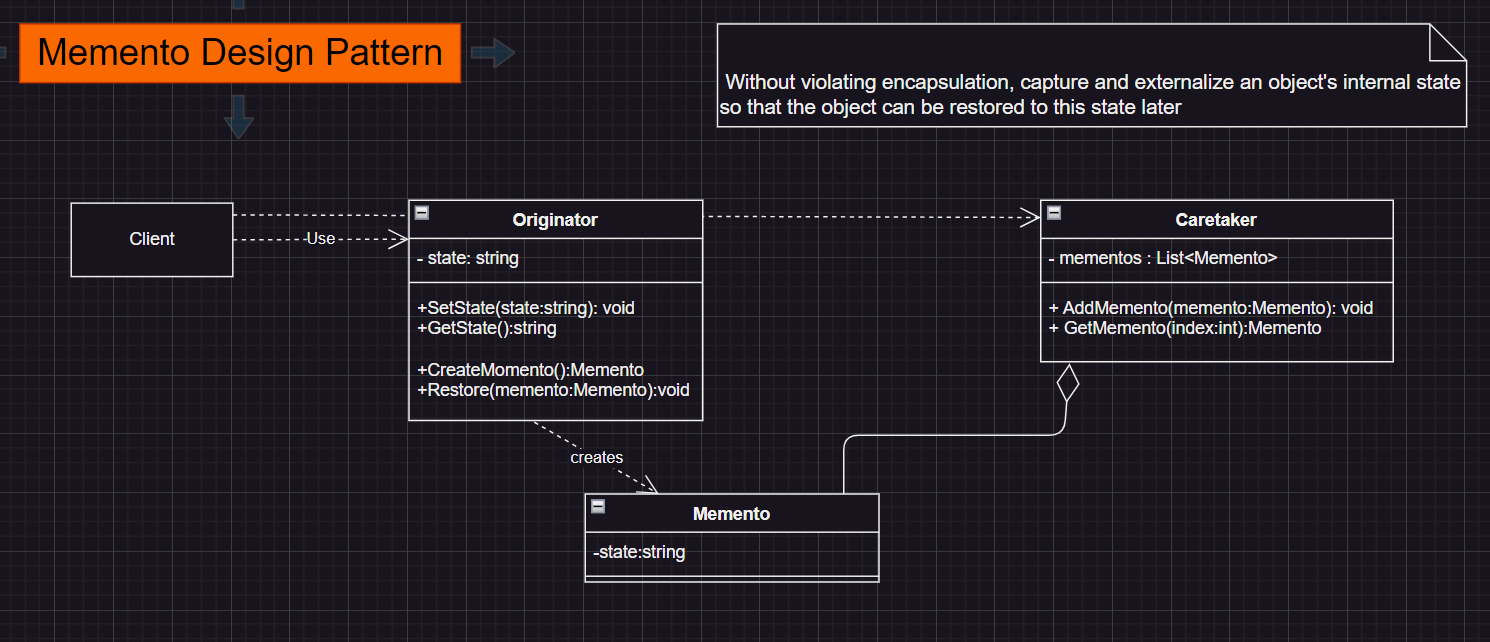 Memento Design Pattern
Without violating encapsulation, capture and externalize an object's internal state
so that the object can be restored to this state later
Client
Use
Originator
- state: string
+SetState(state:string): void
+GetState():string
+CreateMomento():Memento
+Restore(memento:Memento):void
Caretaker
- mementos : List<Memento>
+ AddMemento(memento:Memento): void
+ GetMemento(index:int):Memento
creates
Memento
-state:string